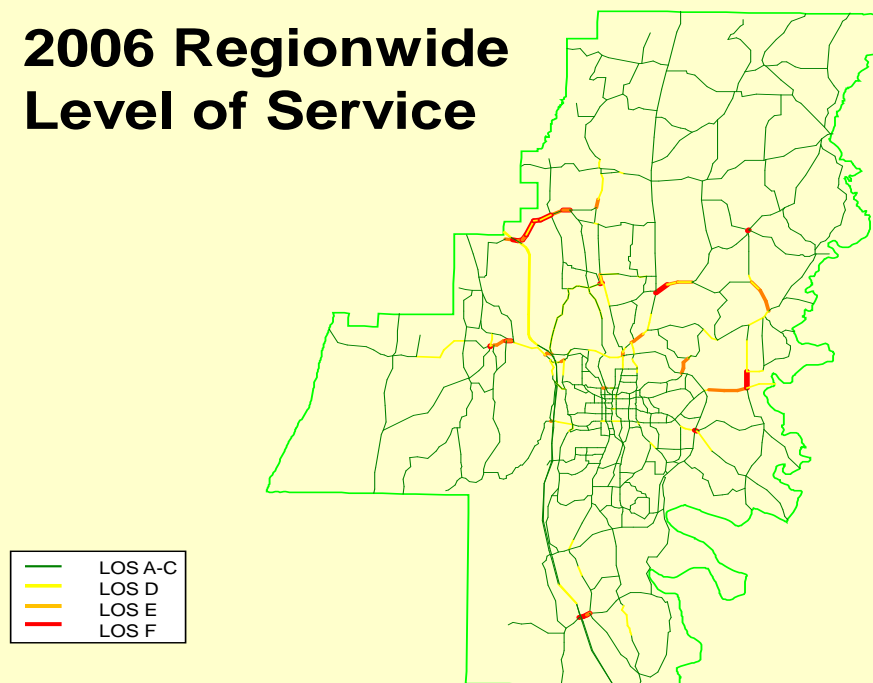 2006 Regionwide
Level of Service
LOS A-C
LOS D
LOS E
LOS F